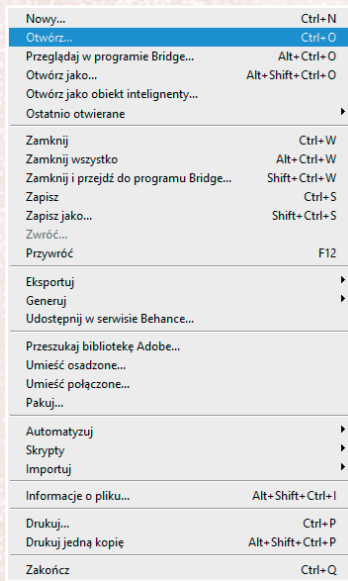 Nowy... Ctrl+N
Otwórz... Ctrl+O
Przeglądaj w programie Bridge... Alt+Ctrl+O
Otwórz jako... Alt+Shift+Ctrl+O
Otwórz jako obiekt inteligenty...
Ostatnio otwierane
Zamknij Ctrl+W
Zamknij wszystko Alt+Ctrl+W
Zamknij i przejdź do programu Bridge... Shift+Ctrl+W
Zapisz Ctrl+S
Zapisz jako... Shift+Ctrl+S
Zwróć...
Przywróć F12
Eksportuj
Generuj
Udostępnij w serwisie Behance...
Przeszukaj bibliotekę Adobe...
Umieść osadzone...
Umieść połączone...
Pakuj...
Automatyzuj
Skrypty
Importuj
Informacje o pliku... Alt+Shift+Ctrl+I
Drukuj... Ctrl+P
Drukuj jedną kopię Alt+Shift+Ctrl+P
Zakończ Ctrl+Q